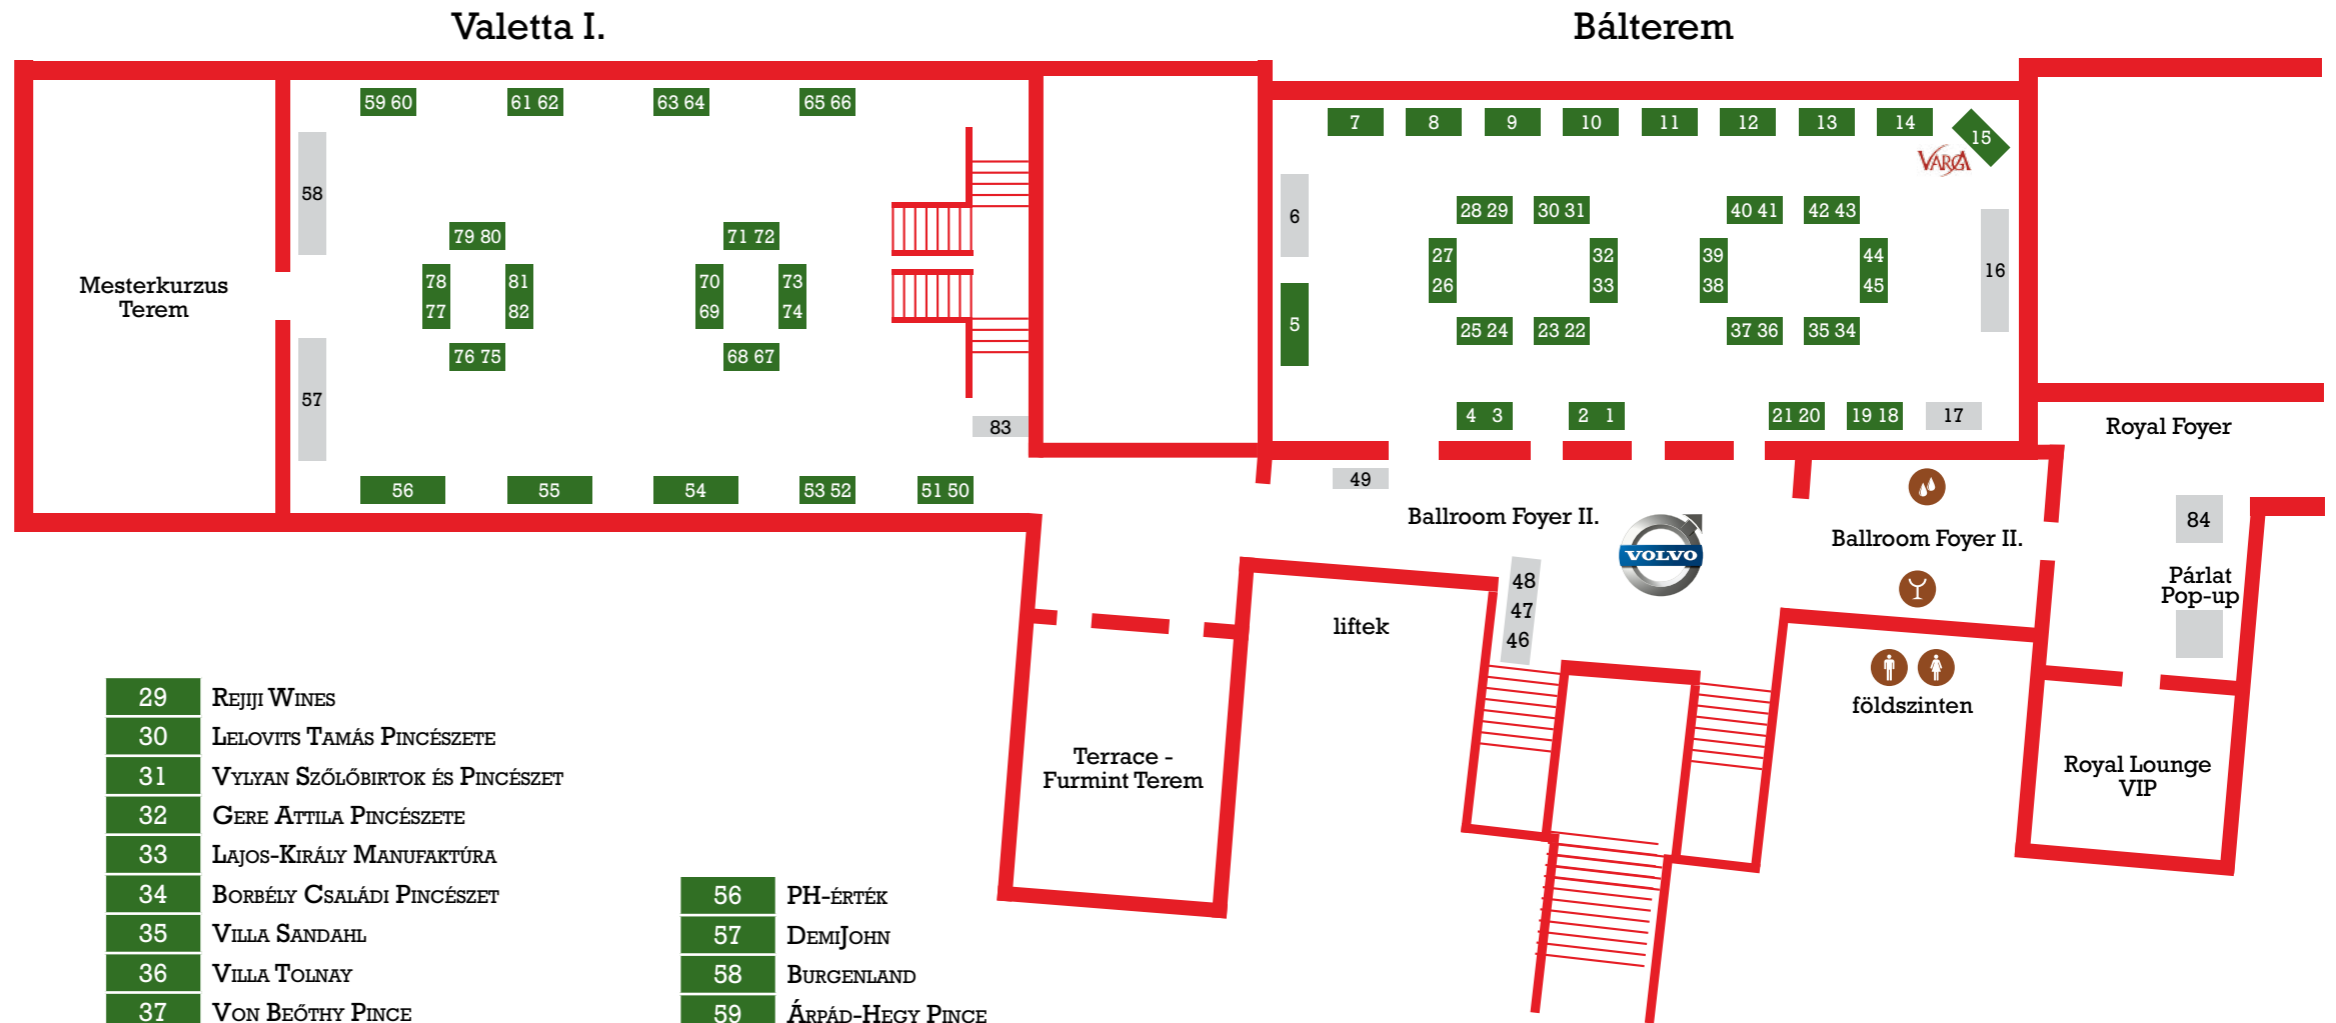 Valetta I.
Bálterem
59 60
61 62
63 64
65 66
7
8
9
10
11
12
13
14
15
VARGA
58
6
28 29
30 31
40 41
42 43
16
79 80
71 72
27
26
32
33
39
38
44
45
Mesterkurzus
Terem
78
77
81
82
70
69
73
74
5
25 24
23 22
37 36
35 34
76 75
68 67
57
83
4 3
2 1
21 20
19 18
17
Royal Foyer
56
55
54
53 52
51 50
49
Ballroom Foyer II.
VOLVO
Ballroom Foyer II.
84
48
47
46
Párlat
Pop-up
liftek
földszinten
Terrace -
Furmint Terem
Royal Lounge
VIP
29 Rejiji Wines
30 Lelovits Tamás Pincészete
31 Vylyan Szőlőbirtok és Pincészet
32 Gere Attila Pincészete
33 Lajos-Király Manufaktúra
34 Borbély Családi Pincészet
35 Villa Sandahl
36 Villa Tolnay
37 Von Beőthy Pince
56 PH-érték
57 DemiJohn
58 Burgenland
59 Árpád-Hegy Pince